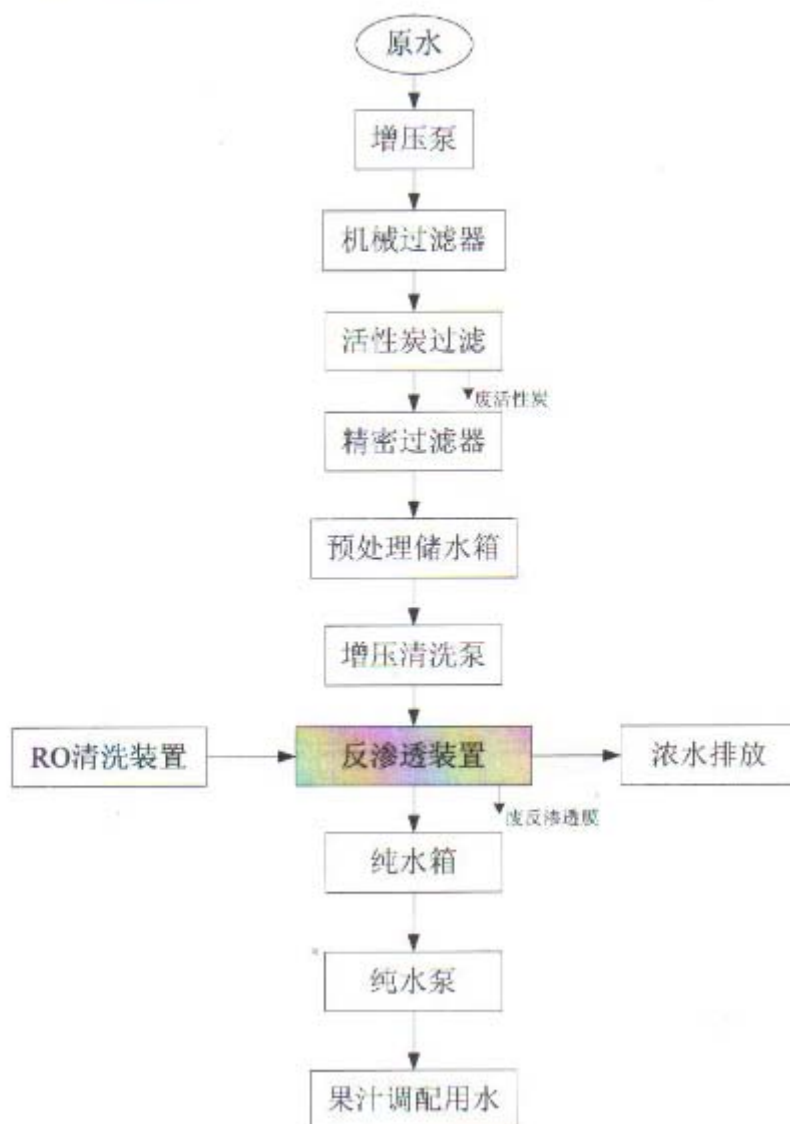 原水
增压泵
机械过滤器
活性炭过滤
废活性炭
精密过滤器
预处理储水箱
增压清洗泵
RO清洗装置
反渗透装置
浓水排放
废反渗透膜
纯水箱
纯水泵
果汁调配用水